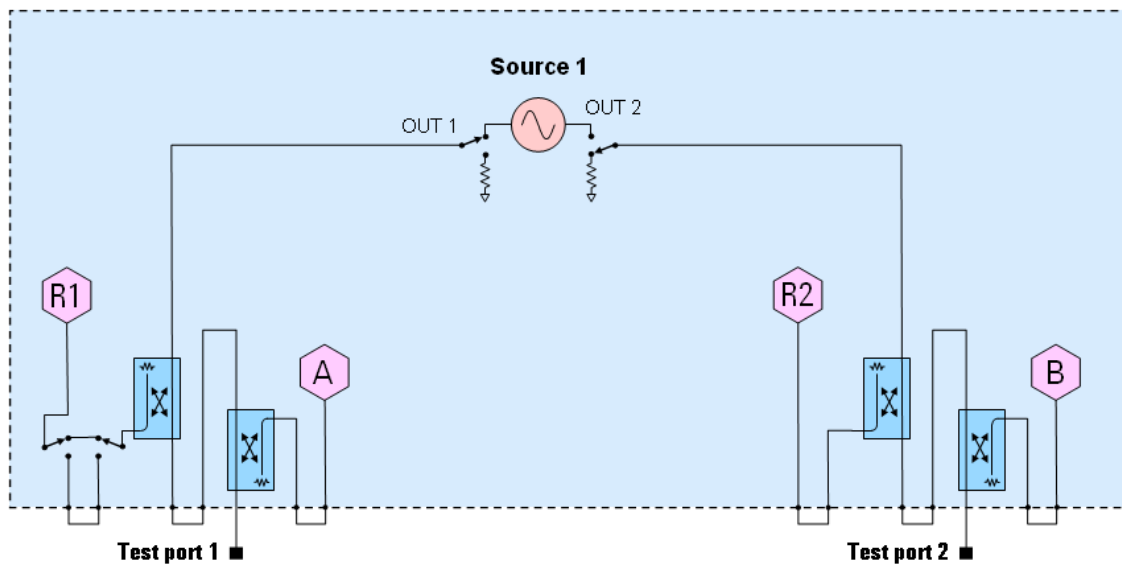 Source 1
OUT 1
OUT 2
R1
R2
A
B
Test port 1
Test port 2